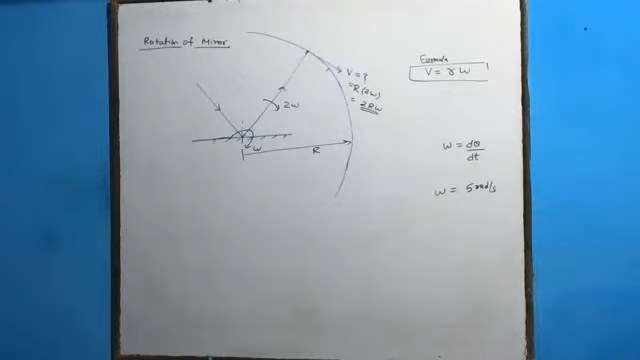 Rotation of Mirror
V = ?
= R(2ω)
= 2Rω
2ω
ω
R
Formula
V = rω
ω = dθ
dt
ω = 5 rad/s